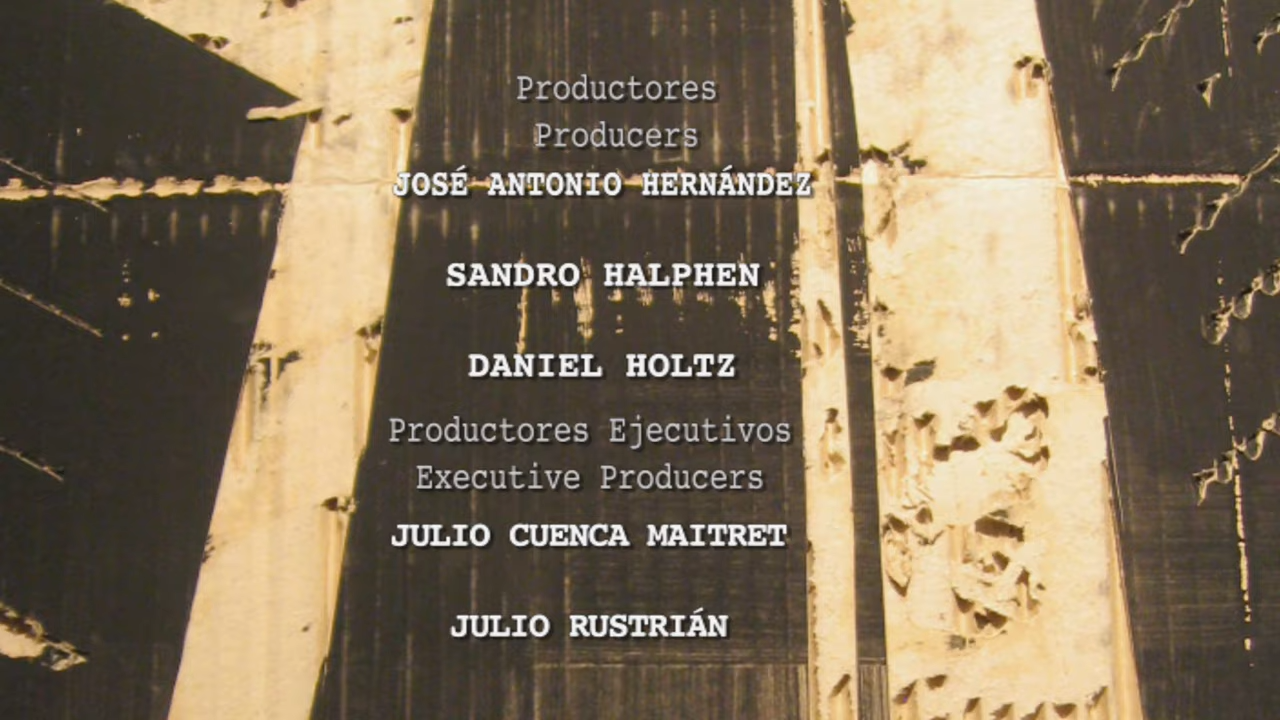 Productores
Producers
JOSÉ ANTONIO HERNÁNDEZ
SANDRO HALPHEN
DANIEL HOLTZ
Productores Ejecutivos
Executive Producers
JULIO CUENCA MAITRET
JULIO RUSTRIÁN